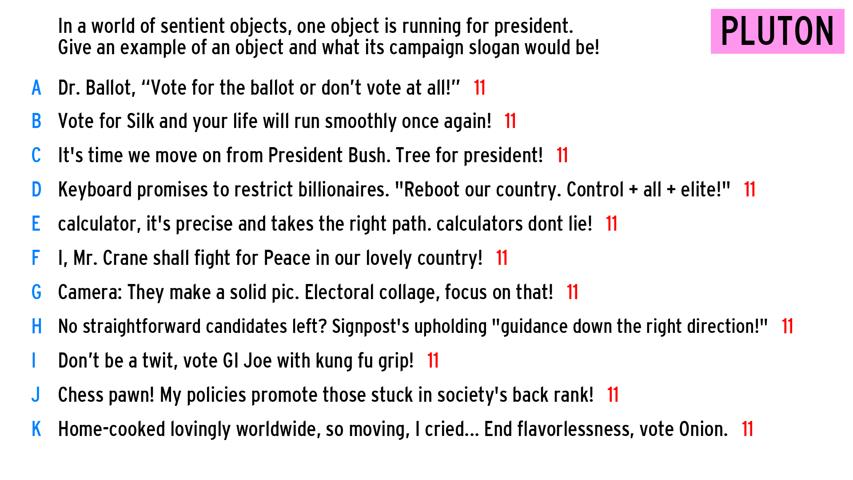 In a world of sentient objects, one object is running for president.
Give an example of an object and what its campaign slogan would be!
PLUTON
A Dr. Ballot, “Vote for the ballot or don’t vote at all!” 11
B Vote for Silk and your life will run smoothly once again! 11
C It's time we move on from President Bush. Tree for president! 11
D Keyboard promises to restrict billionaires. "Reboot our country. Control + all + elite!" 11
E calculator, it's precise and takes the right path. calculators dont lie! 11
F I, Mr. Crane shall fight for Peace in our lovely country! 11
G Camera: They make a solid pic. Electoral collage, focus on that! 11
H No straightforward candidates left? Signpost's upholding "guidance down the right direction!" 11
I Don’t be a twit, vote GI Joe with kung fu grip! 11
J Chess pawn! My policies promote those stuck in society's back rank! 11
K Home-cooked lovingly worldwide, so moving, I cried... End flavorlessness, vote Onion. 11